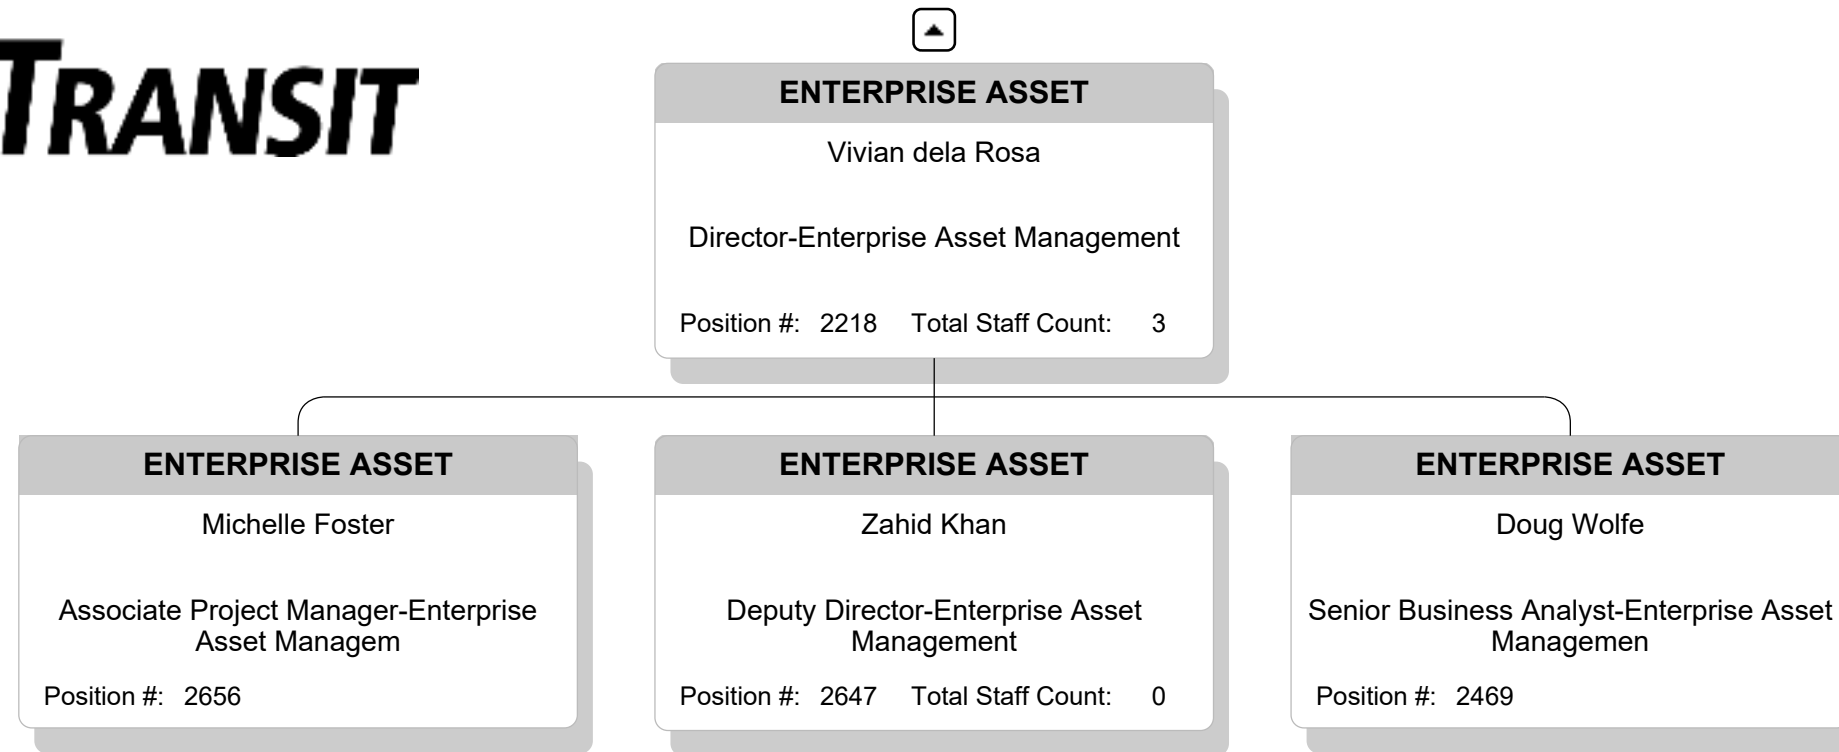 TRANSIT
ENTERPRISE ASSET
Vivian dela Rosa
Director-Enterprise Asset Management
Position #: 2218 Total Staff Count: 3
ENTERPRISE ASSET
Michelle Foster
Associate Project Manager-Enterprise
Asset Managem
Position #: 2656
ENTERPRISE ASSET
Zahid Khan
Deputy Director-Enterprise Asset
Management
Position #: 2647 Total Staff Count: 0
ENTERPRISE ASSET
Doug Wolfe
Senior Business Analyst-Enterprise Asset
Managemen
Position #: 2469